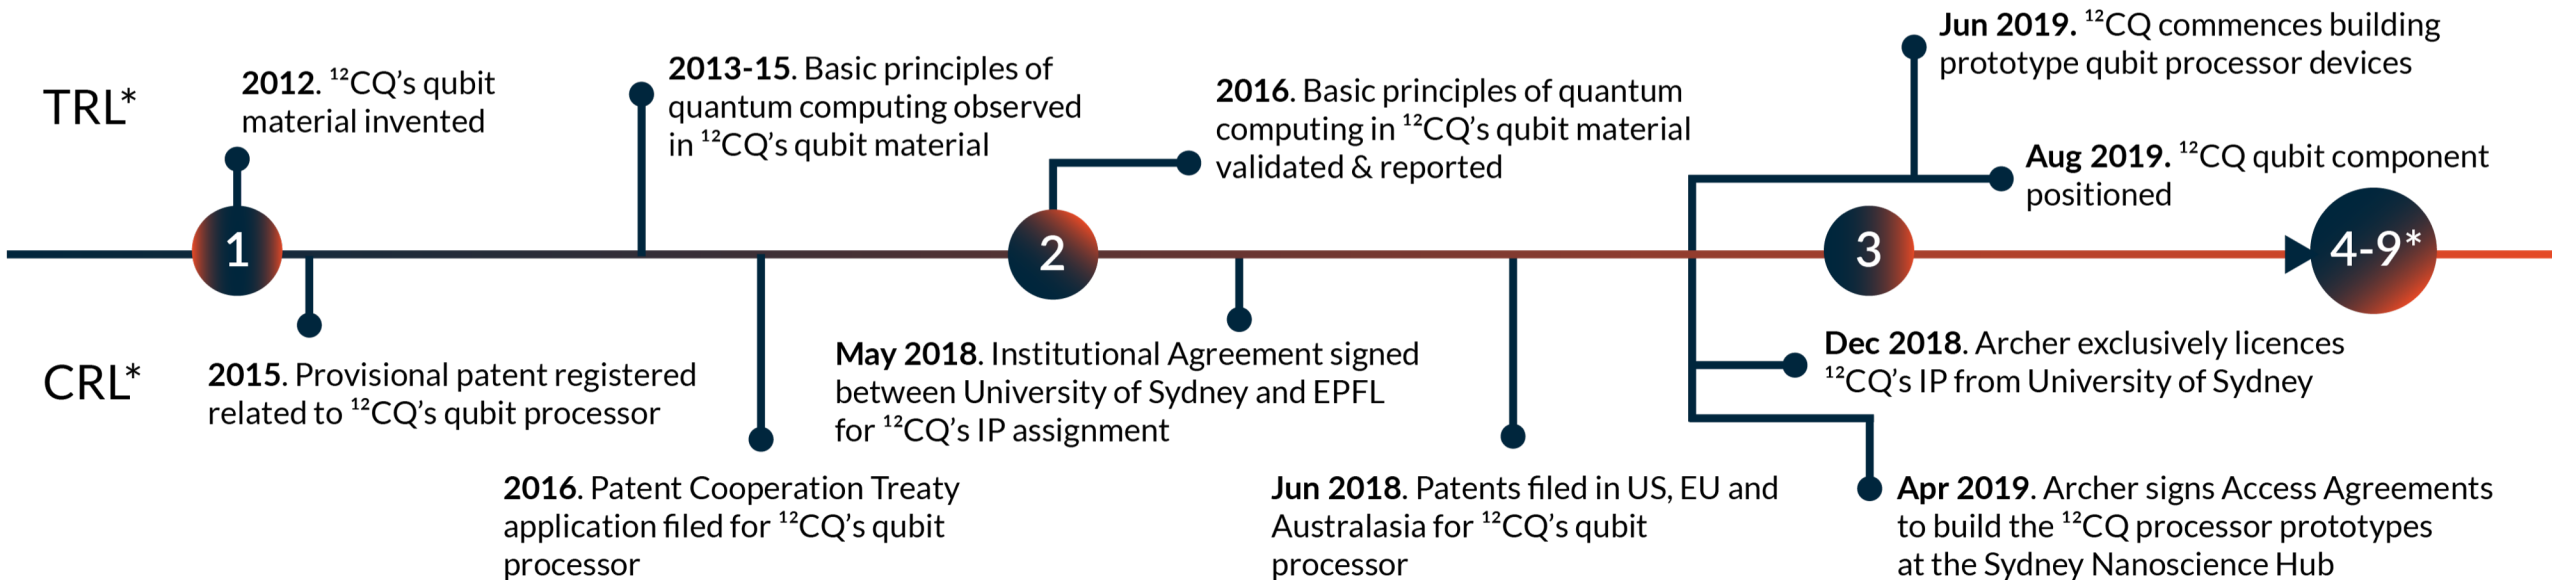 TRL*
2012. ¹²CQ’s qubit
material invented
2013-15. Basic principles of
quantum computing observed
in ¹²CQ’s qubit material
2016. Basic principles of quantum
computing in ¹²CQ’s qubit material
validated & reported
Jun 2019. ¹²CQ commences building
prototype qubit processor devices
Aug 2019. ¹²CQ qubit component
positioned
1
2
3
4-9*
CRL*
2015. Provisional patent registered
related to ¹²CQ’s qubit processor
2016. Patent Cooperation Treaty
application filed for ¹²CQ’s qubit
processor
May 2018. Institutional Agreement signed
between University of Sydney and EPFL
for ¹²CQ’s IP assignment
Jun 2018. Patents filed in US, EU and
Australasia for ¹²CQ’s qubit
processor
Dec 2018. Archer exclusively licences
¹²CQ’s IP from University of Sydney
Apr 2019. Archer signs Access Agreements
to build the ¹²CQ processor prototypes
at the Sydney Nanoscience Hub